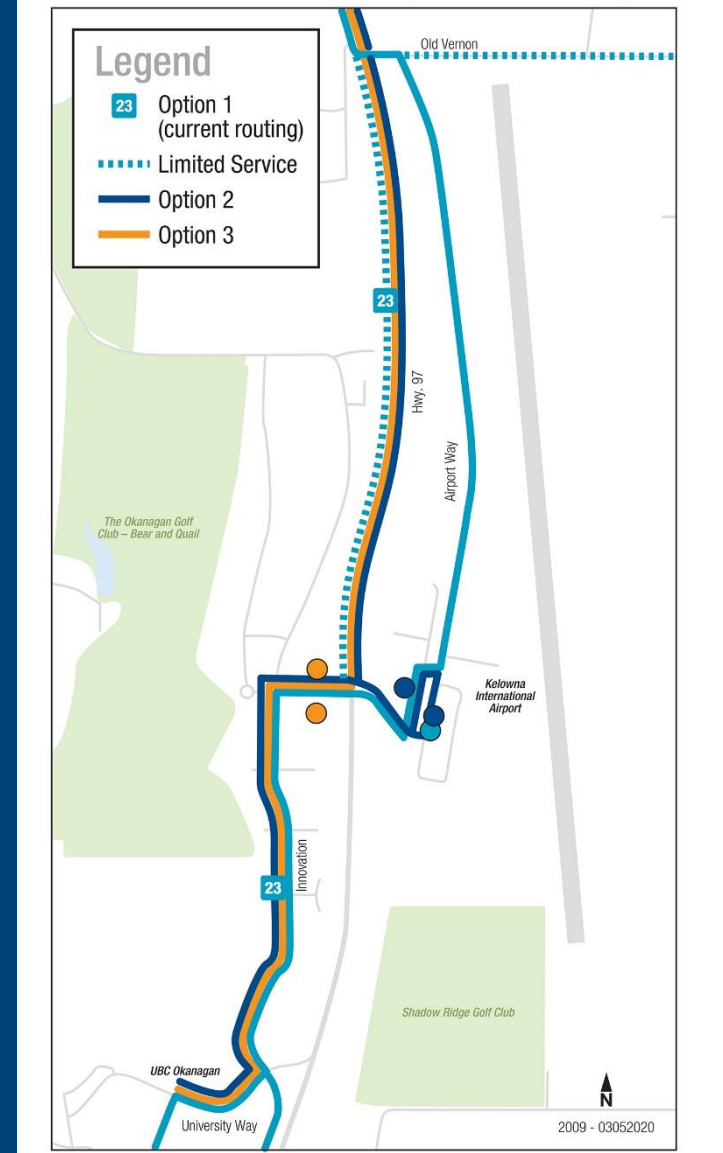 Legend
23 Option 1
(current routing)
Limited Service
Option 2
Option 3
Old Vernon
23
Hwy. 97
Airport Way
The Okanagan Golf
Club – Bear and Quail
Kelowna
International
Airport
Innovation
23
Shadow Ridge Golf Club
UBC Okanagan
University Way
N
2009 - 03052020